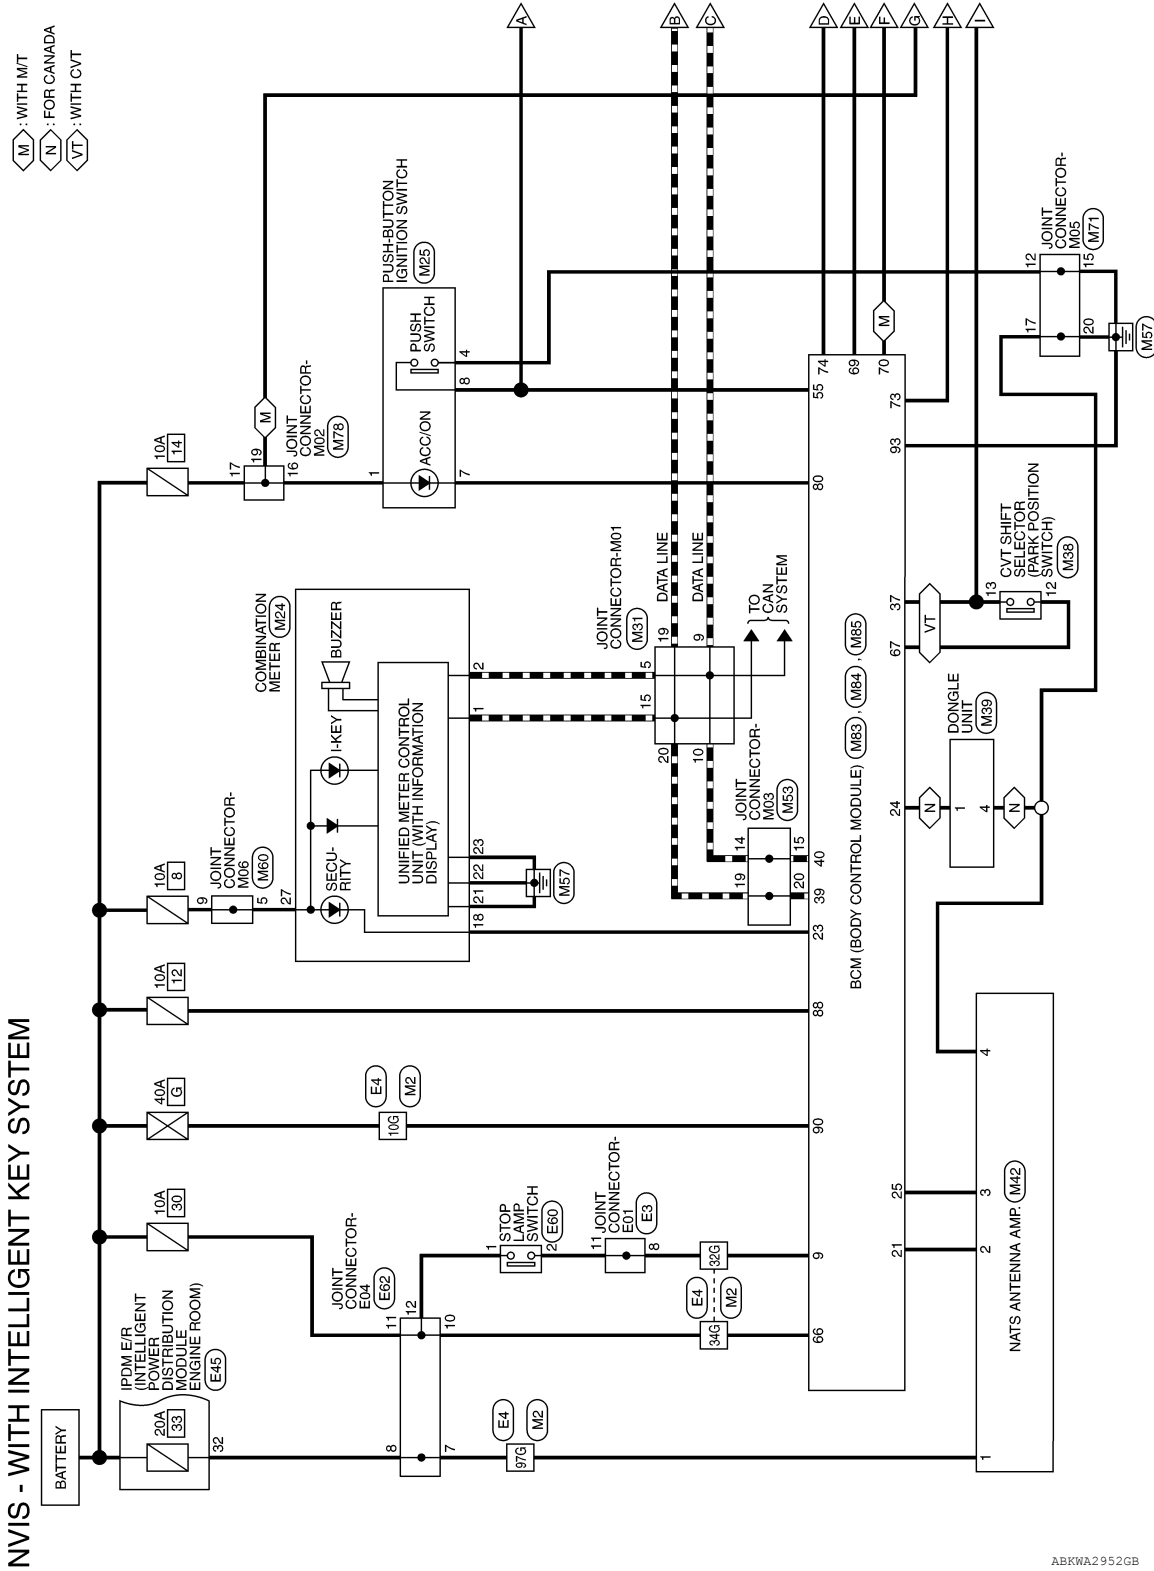 NVIS - WITH INTELLIGENT KEY SYSTEM
M : WITH M/T
N : FOR CANADA
VT : WITH CVT
BATTERY
IPDM E/R
(INTELLIGENT
POWER
DISTRIBUTION
MODULE
ENGINE ROOM)
E45
20A
33
32
10A
30
40A
G
10A
12
10A
8
10A
14
JOINT
CONNECTOR-
E04
E62
8
11
12
7
10
97G
E4
M2
STOP
LAMP
SWITCH
E60
1
2
JOINT
CONNECTOR-
E01
E3
11
8
32G
34G
E4
M2
10G
E4
M2
JOINT
CONNECTOR-
M06
M60
9
5
27
COMBINATION
METER
M24
SECU-
RITY
I-KEY
BUZZER
UNIFIED METER CONTROL
UNIT (WITH INFORMATION
DISPLAY)
18
21
22
23
1
2
M57
JOINT
CONNECTOR-
M02
M78
17
19
16
M
PUSH-BUTTON
IGNITION SWITCH
M25
ACC/ON
PUSH
SWITCH
1
7
8
4
JOINT
CONNECTOR-M01
M31
20
15
5
19
10
9
DATA LINE
DATA LINE
TO
CAN
SYSTEM
JOINT
CONNECTOR-
M03
M53
19
14
20
15
A
B
C
D
E
F
G
H
I
BCM (BODY CONTROL MODULE) M83 , M84 , M85
66
9
90
88
23
39
40
80
55
74
69
70
M
21
25
24
67
37
93
73
NATS ANTENNA AMP. M42
1
2
3
4
DONGLE
UNIT
M39
N
1
4
N
VT
CVT SHIFT
SELECTOR
(PARK POSITION
SWITCH)
M38
13
12
JOINT
CONNECTOR-
M05
M71
17
12
20
15
M57
ABKWA2952GB